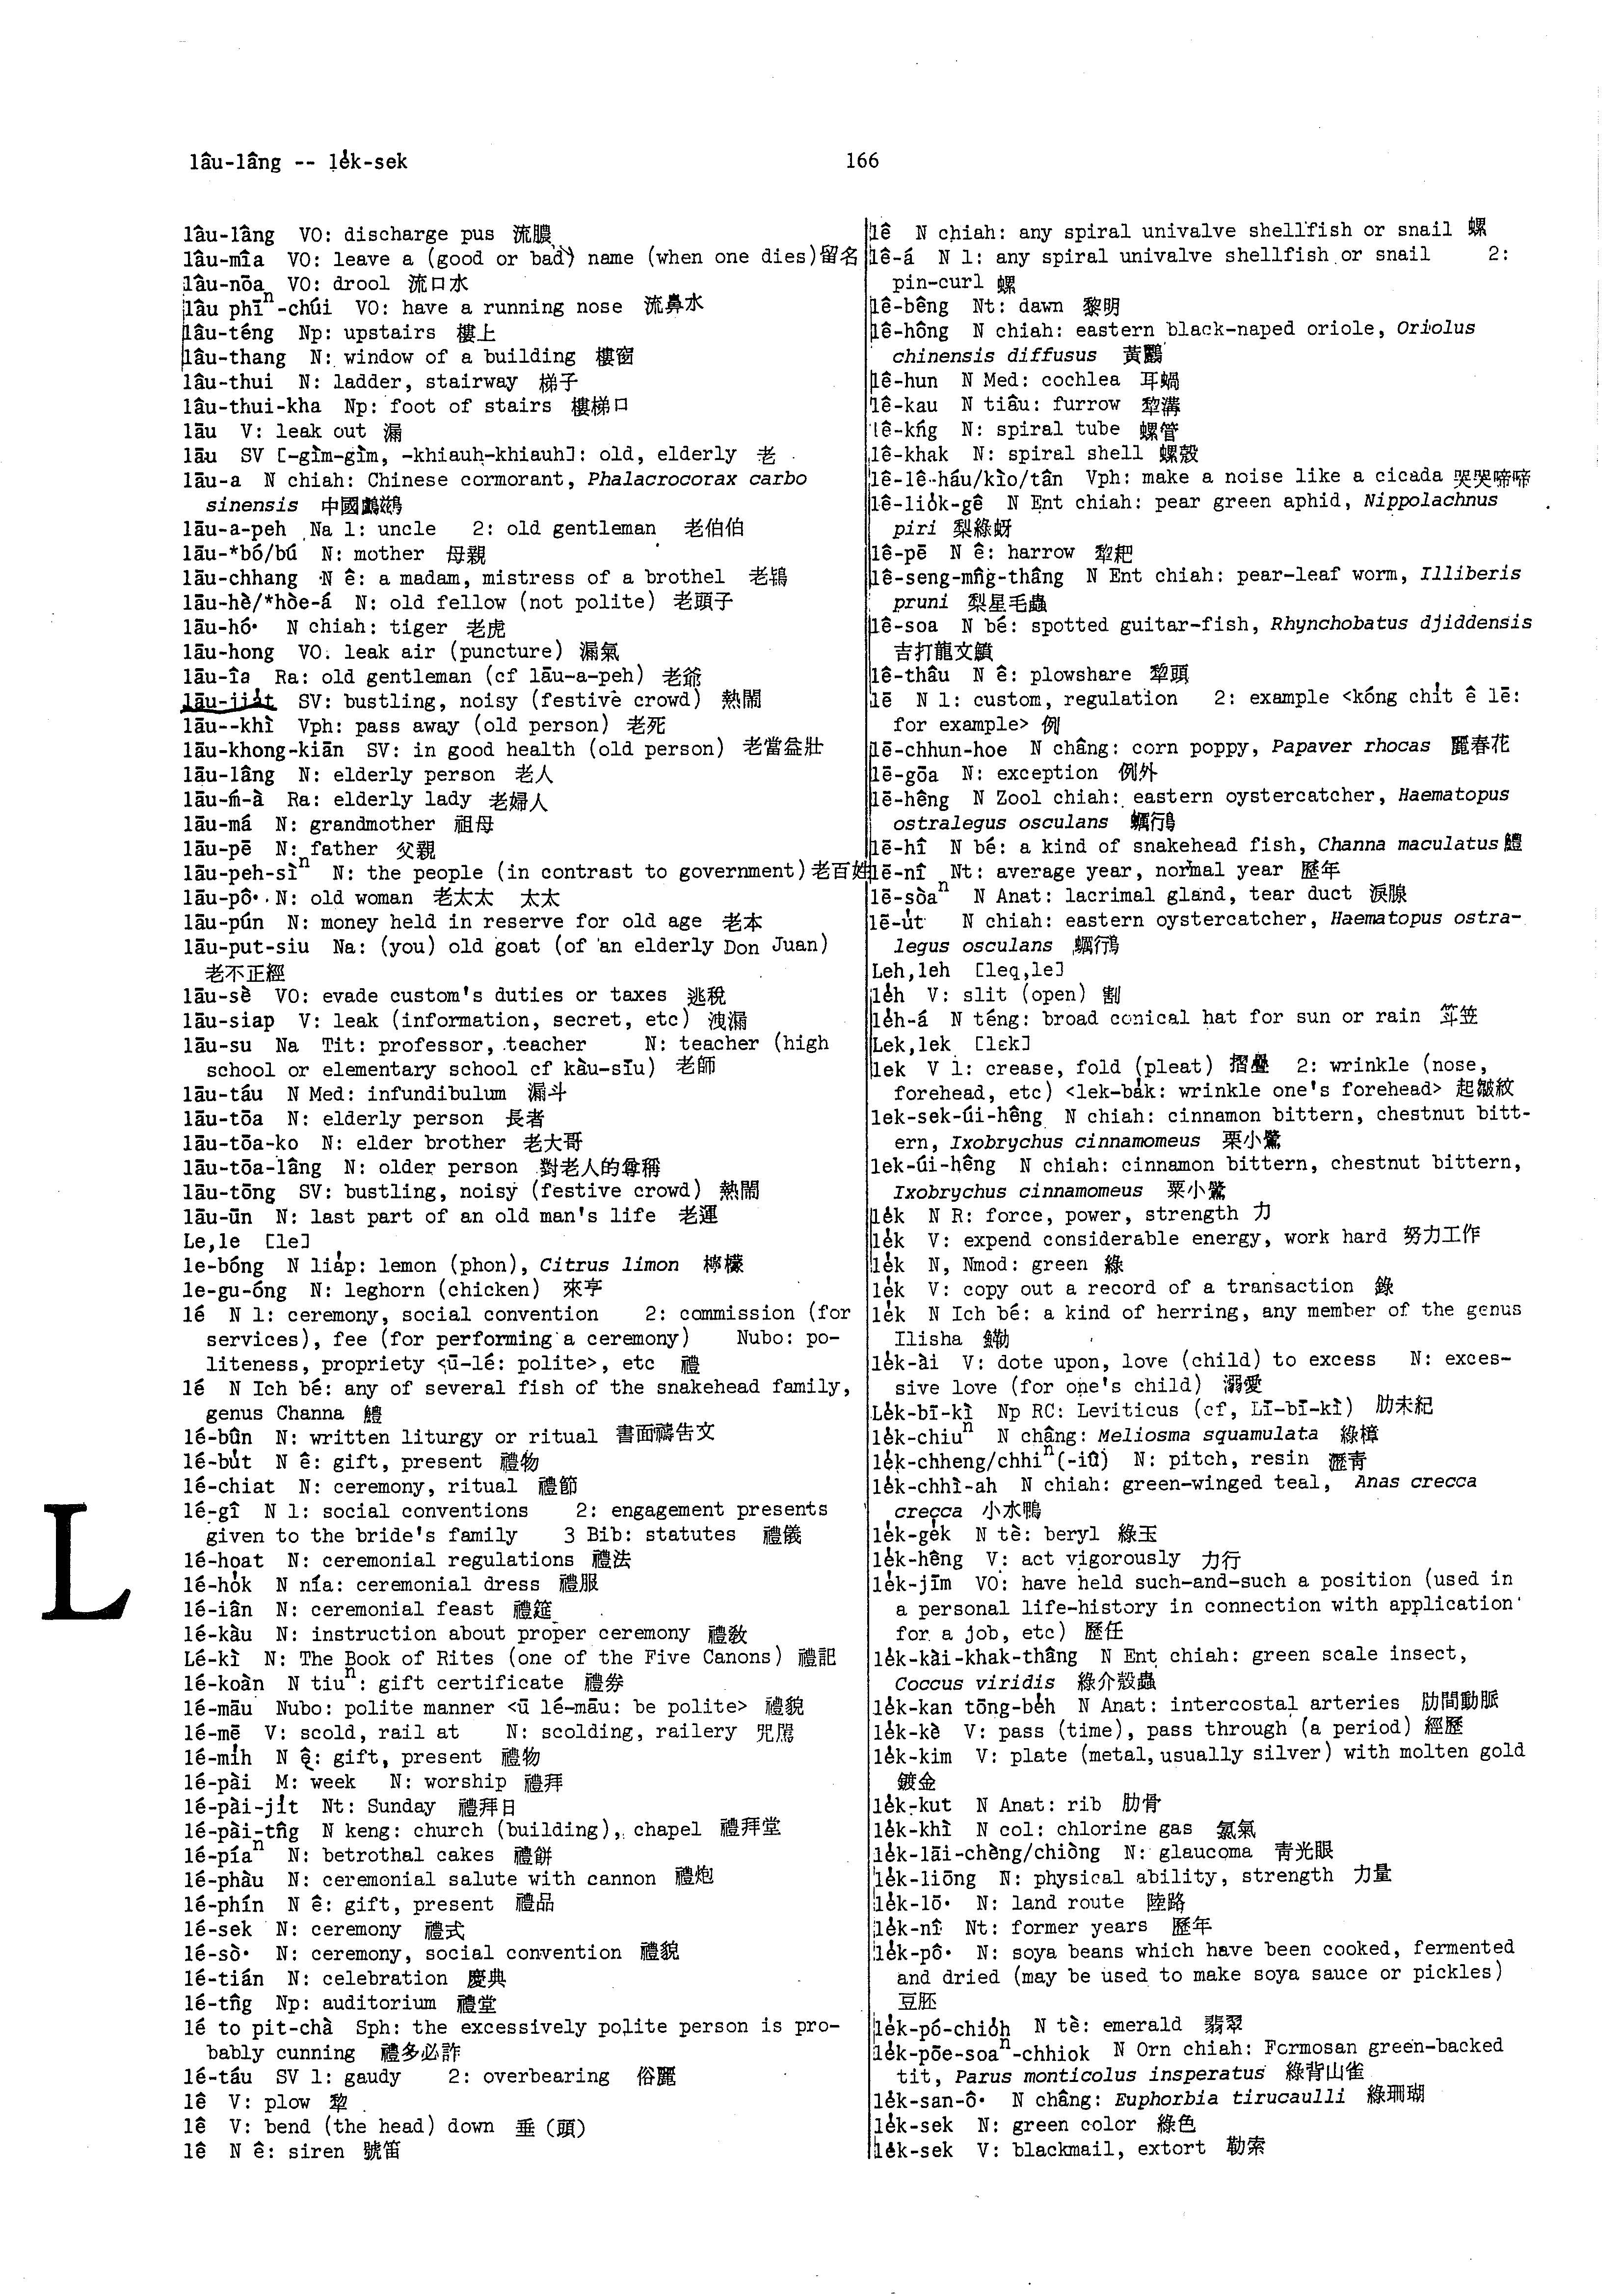 lâu-lâng -- le̍k-sek
166
lâu-lâng VO: discharge pus 流膿
lâu-mîa VO: leave a (good or bad) name (when one dies) 留名
lâu-nōa VO: drool 流口水
lâu phīⁿ-chúi VO: have a running nose 流鼻水
lâu-téng Np: upstairs 樓上
lâu-thang N: window of a building 樓窗
lâu-thui N: ladder, stairway 梯子
lâu-thui-kha Np: foot of stairs 樓梯口
lāu V: leak out 漏
lāu SV [-gìm-gìm, -khiauh-khiauh]: old, elderly 老
lāu-a N chiah: Chinese cormorant, Phalacrocorax carbo
sinensis 中國鸕鶿
lāu-a-peh Na 1: uncle 2: old gentleman 老伯伯
lāu-*bó/bú N: mother 母親
lāu-chhang N ê: a madam, mistress of a brothel 老鴇
lāu-hè/*hòe-á N: old fellow (not polite) 老頭子
lāu-hó· N chiah: tiger 老虎
lāu-hong VO: leak air (puncture) 漏氣
lāu-îa Ra: old gentleman (cf lāu-a-peh) 老爺
lāu-jia̍t SV: bustling, noisy (festive crowd) 熱鬧
lāu--khì Vph: pass away (old person) 老死
lāu-khong-kiān SV: in good health (old person) 老當益壯
lāu-lâng N: elderly person 老人
lāu-ḿ-à Ra: elderly lady 老婦人
lāu-má N: grandmother 祖母
lāu-pē N: father 父親
lāu-peh-sìⁿ N: the people (in contrast to government) 老百姓
lāu-pô· N: old woman 老太太 太太
lāu-pún N: money held in reserve for old age 老本
lāu-put-siu Na: (you) old goat (of an elderly Don Juan)
老不正經
lāu-sè VO: evade custom's duties or taxes 逃稅
lāu-siap V: leak (information, secret, etc) 洩漏
lāu-su Na Tit: professor, teacher N: teacher (high
school or elementary school cf kàu-sīu) 老師
lāu-táu N Med: infundibulum 漏斗
lāu-tōa N: elderly person 長者
lāu-tōa-ko N: elder brother 老大哥
lāu-tōa-lâng N: older person 對老人的尊稱
lāu-tōng SV: bustling, noisy (festive crowd) 熱鬧
lāu-ūn N: last part of an old man's life 老運
Le,le [le]
le-bóng N lia̍p: lemon (phon), Citrus limon 檸檬
le-gu-óng N: leghorn (chicken) 來亨
lé N 1: ceremony, social convention 2: commission (for
services), fee (for performing a ceremony) Nubo: po-
liteness, propriety <ū-lé: polite>, etc 禮
lé N Ich bé: any of several fish of the snakehead family,
genus Channa 鱧
lé-bûn N: written liturgy or ritual 書面禱告文
lé-bu̍t N ê: gift, present 禮物
lé-chiat N: ceremony, ritual 禮節
lé-gî N 1: social conventions 2: engagement presents
given to the bride's family 3 Bib: statutes 禮儀
lé-hoat N: ceremonial regulations 禮法
lé-ho̍k N nía: ceremonial dress 禮服
lé-iân N: ceremonial feast 禮筵
lé-kàu N: instruction about proper ceremony 禮教
Lé-kì N: The Book of Rites (one of the Five Canons) 禮記
lé-koàn N tiuⁿ: gift certificate 禮券
lé-māu Nubo: polite manner <ū lé-māu: be polite> 禮貌
lé-mē V: scold, rail at N: scolding, railery 咒罵
lé-mi̍h N ê: gift, present 禮物
lé-pài M: week N: worship 禮拜
lé-pài-ji̍t Nt: Sunday 禮拜日
lé-pài-tn̂g N keng: church (building), chapel 禮拜堂
lé-píaⁿ N: betrothal cakes 禮餅
lé-phàu N: ceremonial salute with cannon 禮炮
lé-phín N ê: gift, present 禮品
lé-sek N: ceremony 禮式
lé-sò· N: ceremony, social convention 禮貌
lé-tián N: celebration 慶典
lé-tn̂g Np: auditorium 禮堂
lé to pit-chà Sph: the excessively polite person is pro-
bably cunning 禮多必詐
lé-táu SV 1: gaudy 2: overbearing 俗麗
lê V: plow 犂
lê V: bend (the head) down 垂(頭)
lê N ê: siren 號笛
L
lê N chiah: any spiral univalve shellfish or snail 螺
lê-á N 1: any spiral univalve shellfish or snail 2:
pin-curl 螺
lê-bêng Nt: dawn 黎明
lê-hông N chiah: eastern black-naped oriole, Oriolus
chinensis diffusus 黃鸝
lê-hun N Med: cochlea 耳蝸
lê-kau N tiâu: furrow 犂溝
lê-kńg N: spiral tube 螺管
lê-khak N: spiral shell 螺殼
lê-lê-háu/kìo/tân Vph: make a noise like a cicada 哭哭啼啼
lê-lio̍k-gê N Ent chiah: pear green aphid, Nippolachnus
piri 梨綠蚜
lê-pē N ê: harrow 犂耙
lê-seng-mn̂g-thâng N Ent chiah: pear-leaf worm, Illiberis
pruni 梨星毛蟲
lê-soa N bé: spotted guitar-fish, Rhynchobatus djiddensis
吉打龍文鱝
lê-thâu N ê: plowshare 犂頭
lē N 1: custom, regulation 2: example <kóng chi̍t ê lē:
for example> 例
lē-chhun-hoe N châng: corn poppy, Papaver rhocas 麗春花
lē-gōa N: exception 例外
lē-hêng N Zool chiah: eastern oystercatcher, Haematopus
ostralegus osculans 蠣鴴
lē-hî N bé: a kind of snakehead fish, Channa maculatus 鱧
lē-nî Nt: average year, normal year 歷年
lē-sòaⁿ N Anat: lacrimal gland, tear duct 淚腺
lē-u̍t N chiah: eastern oystercatcher, Haematopus ostra-
legus osculans 蠣鴴
Leh,leh [leq,le]
le̍h V: slit (open) 割
le̍h-á N téng: broad conical hat for sun or rain 笠
Lek,lek [lɛk]
lek V 1: crease, fold (pleat) 摺疊 2: wrinkle (nose,
forehead, etc) <lek-ba̍k: wrinkle one's forehead> 起皺紋
lek-sek-úi-hêng N chiah: cinnamon bittern, chestnut bitt-
ern, Ixobrychus cinnamomeus 栗小鷺
lek-úi-hêng N chiah: cinnamon bittern, chestnut bittern,
Ixobrychus cinnamomeus 栗小鷺
le̍k N R: force, power, strength 力
le̍k V: expend considerable energy, work hard 努力工作
le̍k N, Nmod: green 綠
le̍k V: copy out a record of a transaction 錄
le̍k N Ich bé: a kind of herring, any member of the genus
Ilisha 鰳
le̍k-ài V: dote upon, love (child) to excess N: exces-
sive love (for one's child) 溺愛
Le̍k-bī-kì Np RC: Leviticus (cf, Lī-bī-kì) 肋未紀
le̍k-chiuⁿ N châng: Meliosma squamulata 綠樟
le̍k-chheng/chhiⁿ(-iû) N: pitch, resin 瀝青
le̍k-chhì-ah N chiah: green-winged teal, Anas crecca
crecca 小水鴨
le̍k-ge̍k N tè: beryl 綠玉
le̍k-hêng V: act vigorously 力行
le̍k-jīm VO: have held such-and-such a position (used in
a personal life-history in connection with application
for a job, etc) 歷任
le̍k-kài-khak-thâng N Ent chiah: green scale insect,
Coccus viridis 綠介殼蟲
le̍k-kan tōng-be̍h N Anat: intercostal arteries 肋間動脈
le̍k-kè V: pass (time), pass through (a period) 經歷
le̍k-kim V: plate (metal, usually silver) with molten gold
鍍金
le̍k-kut N Anat: rib 肋骨
le̍k-khì N col: chlorine gas 氯氣
le̍k-lāi-chèng/chiòng N: glaucoma 青光眼
le̍k-liōng N: physical ability, strength 力量
le̍k-lō· N: land route 陸路
le̍k-nî Nt: former years 歷年
le̍k-pô· N: soya beans which have been cooked, fermented
and dried (may be used to make soya sauce or pickles)
豆胚
le̍k-pó-chio̍h N tè: emerald 翡翠
le̍k-pōe-soaⁿ-chhiok N Orn chiah: Formosan green-backed
tit, Parus monticolus insperatus 綠背山雀
le̍k-san-ô· N châng: Euphorbia tirucaulli 綠珊瑚
le̍k-sek N: green color 綠色
le̍k-sek V: blackmail, extort 勒索